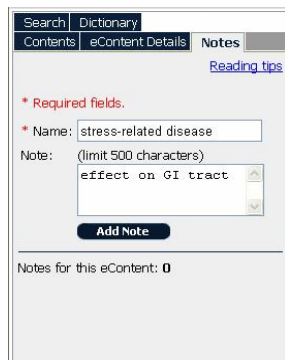 Search Dictionary
Contents eContent Details Notes
Reading tips
* Required fields.
* Name: stress-related disease
Note: (limit 500 characters)
effect on GI tract
Add Note
Notes for this eContent: 0